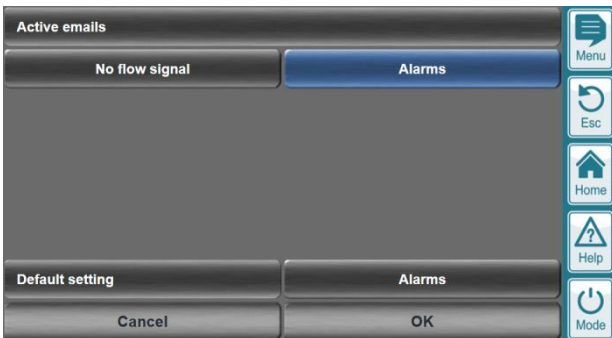 Active emails
No flow signal
Alarms
Default setting
Alarms
Cancel
OK
Menu
Esc
Home
?
Help
Mode